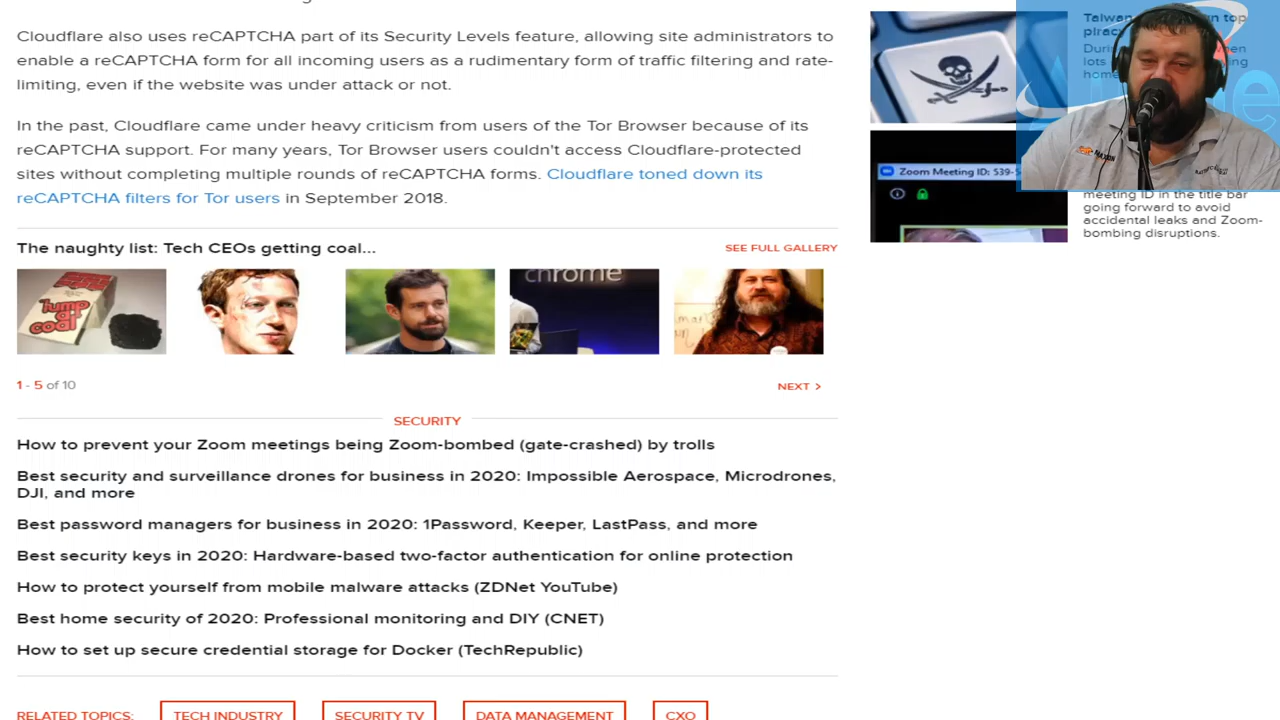 Cloudflare also uses reCAPTCHA part of its Security Levels feature, allowing site administrators to
enable a reCAPTCHA form for all incoming users as a rudimentary form of traffic filtering and rate-
limiting, even if the website was under attack or not.
In the past, Cloudflare came under heavy criticism from users of the Tor Browser because of its
reCAPTCHA support. For many years, Tor Browser users couldn't access Cloudflare-protected
sites without completing multiple rounds of reCAPTCHA forms. Cloudflare toned down its
reCAPTCHA filters for Tor users in September 2018.
The naughty list: Tech CEOs getting coal...
SEE FULL GALLERY
Lump of coal
chrome
1 - 5 of 10
NEXT >
SECURITY
How to prevent your Zoom meetings being Zoom-bombed (gate-crashed) by trolls
Best security and surveillance drones for business in 2020: Impossible Aerospace, Microdrones,
DJI, and more
Best password managers for business in 2020: 1Password, Keeper, LastPass, and more
Best security keys in 2020: Hardware-based two-factor authentication for online protection
How to protect yourself from mobile malware attacks (ZDNet YouTube)
Best home security of 2020: Professional monitoring and DIY (CNET)
How to set up secure credential storage for Docker (TechRepublic)
RELATED TOPICS:
TECH INDUSTRY
SECURITY TV
DATA MANAGEMENT
CXO
Taiwan top
lots
home
Zoom Meeting ID: 539-5
meeting ID in the title bar
going forward to avoid
accidental leaks and Zoom-
bombing disruptions.